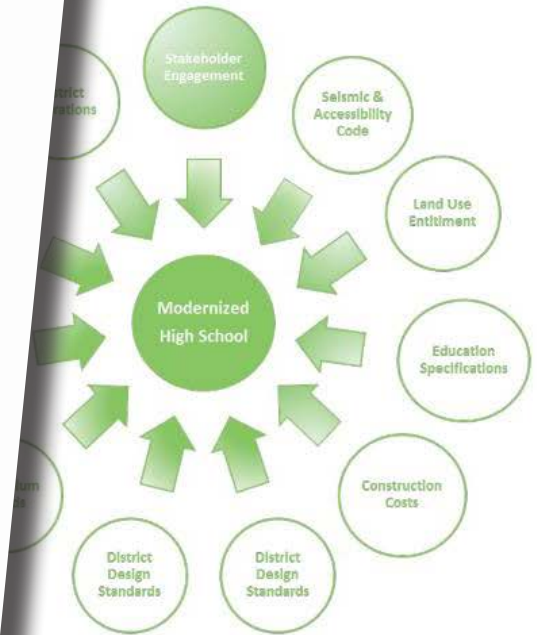 Stakeholder
Engagement
Seismic &
Accessibility
Code
Land Use
Entitlment
Modernized
High School
Education
Specifications
Construction
Costs
District
Design
Standards
District
Design
Standards